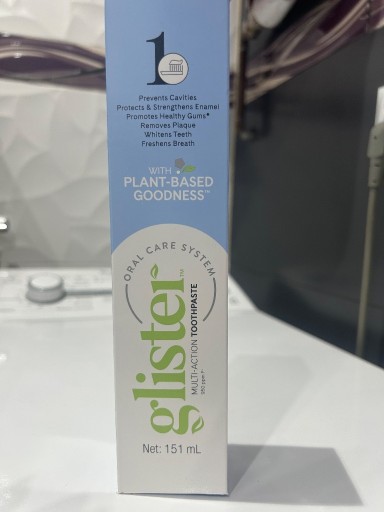 1
Prevents Cavities
Protects & Strengthens Enamel
Promotes Healthy Gums*
Removes Plaque
Whitens Teeth
Freshens Breath
WITH
PLANT-BASED
GOODNESS™
ORAL CARE SYSTEM
glister™
MULTI-ACTION TOOTHPASTE
Net: 151 mL